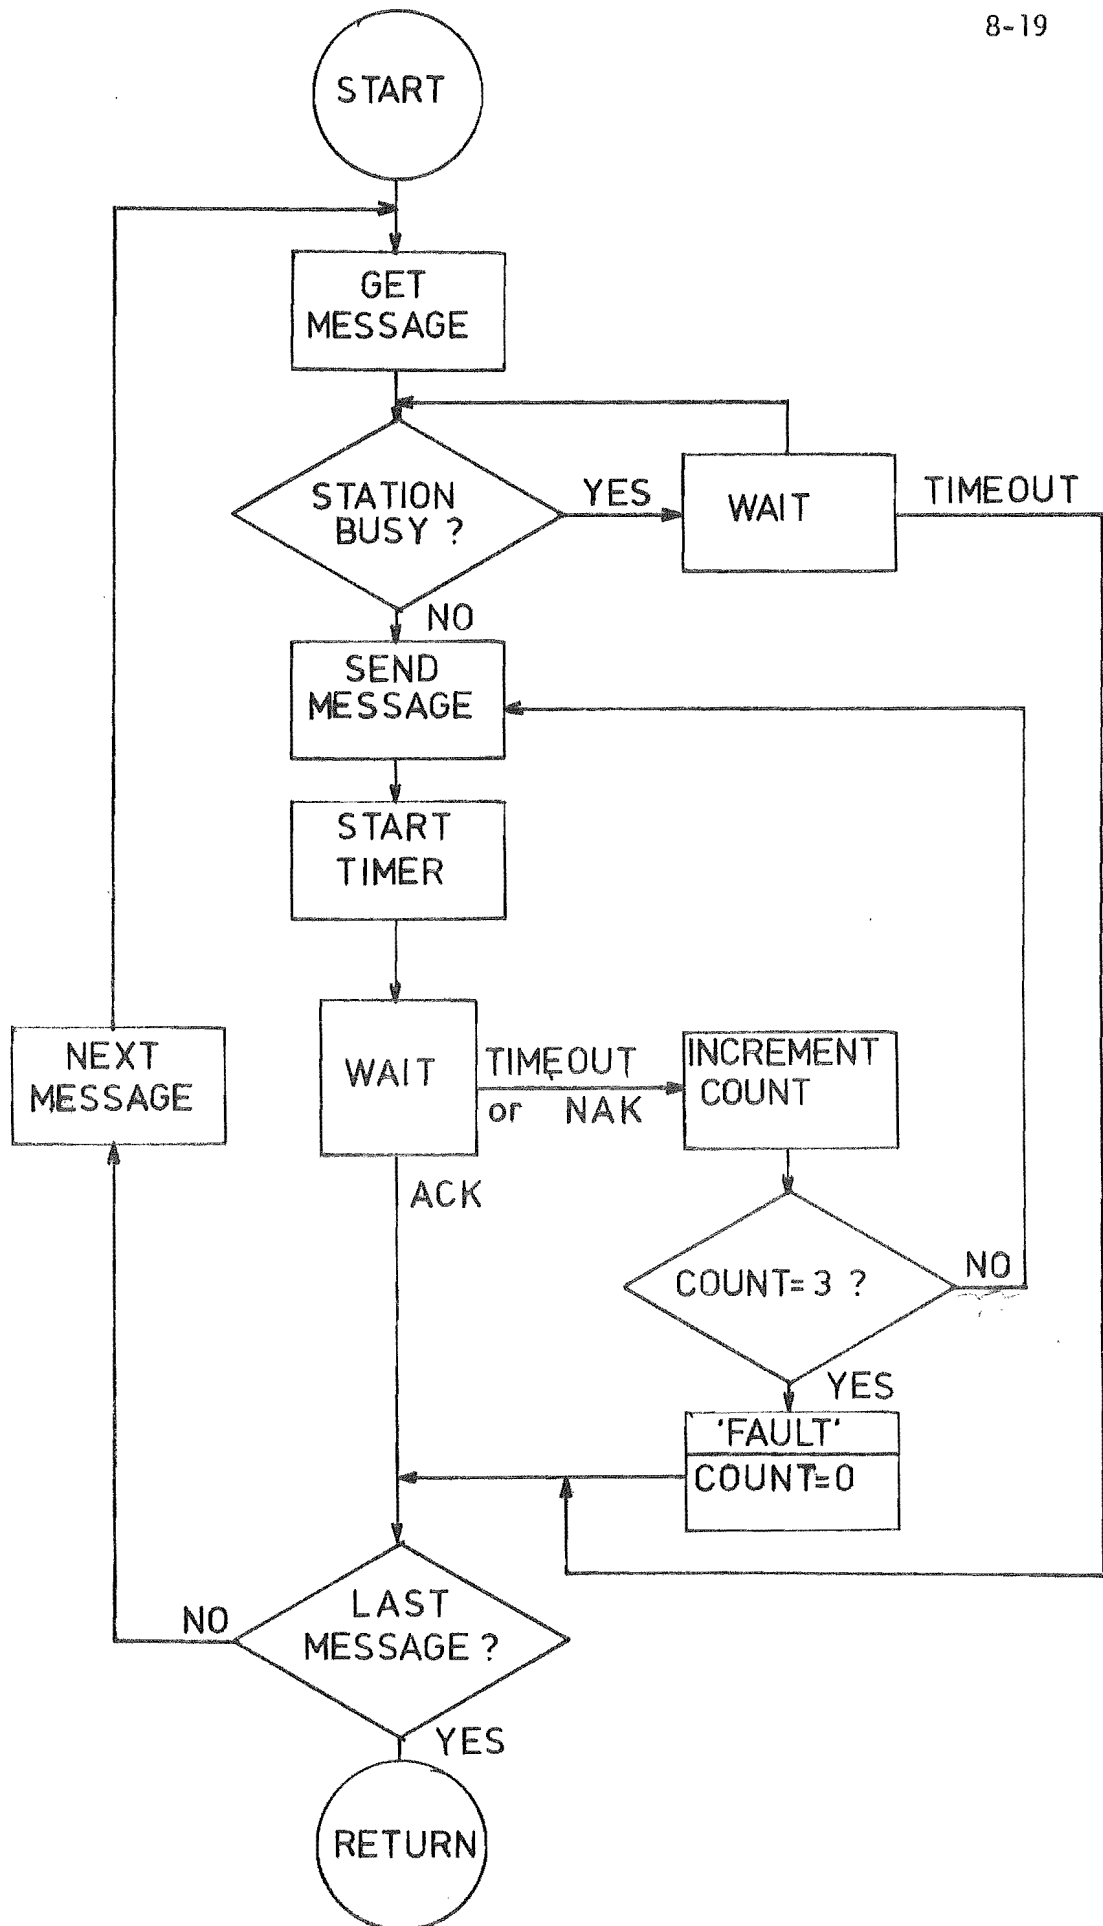 8-19
START
GET
MESSAGE
STATION
BUSY ?
YES
WAIT
TIMEOUT
NO
SEND
MESSAGE
START
TIMER
NEXT
MESSAGE
WAIT
TIMEOUT
or NAK
INCREMENT
COUNT
ACK
COUNT=3 ?
NO
YES
'FAULT'
COUNT=0
LAST
MESSAGE ?
NO
YES
RETURN